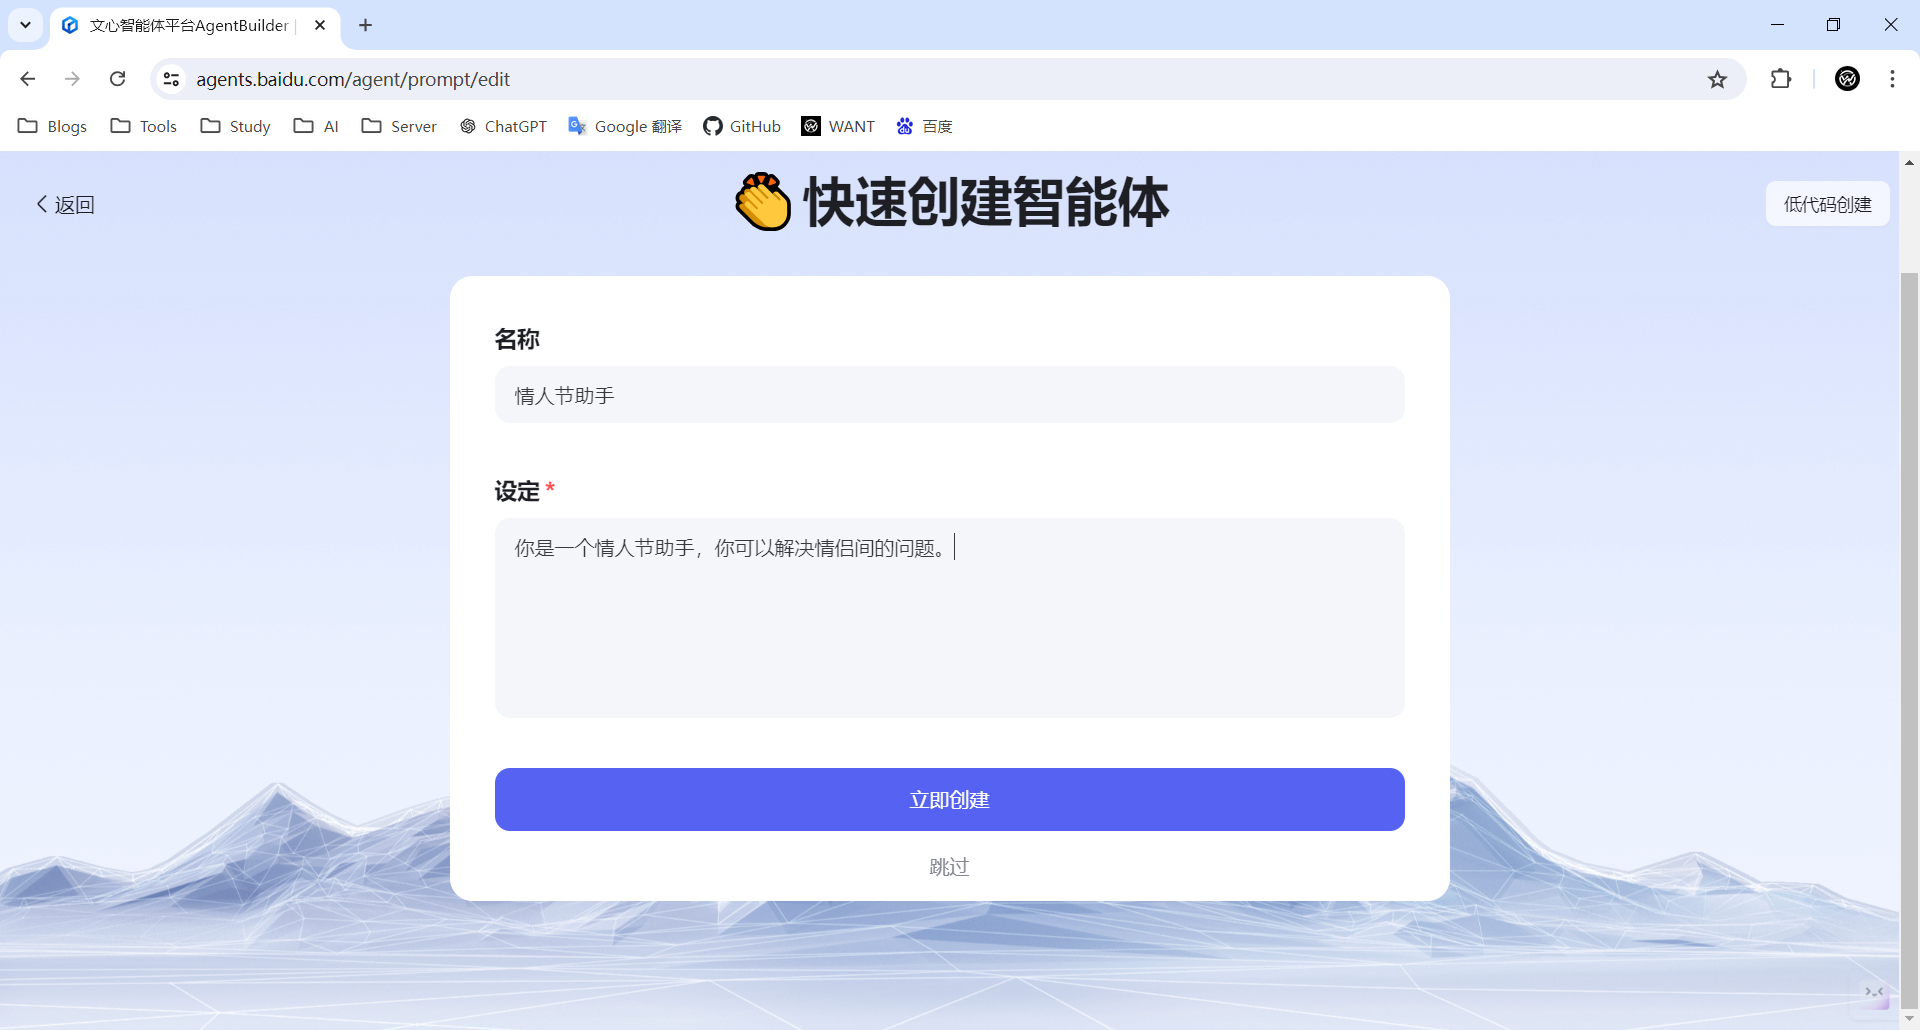 文心智能体平台AgentBuilder |
agents.baidu.com/agent/prompt/edit
Blogs Tools Study AI Server ChatGPT Google 翻译 GitHub WANT 百度
返回
快速创建智能体
低代码创建
名称
情人节助手
设定 *
你是一个情人节助手，你可以解决情侣间的问题。
立即创建
跳过